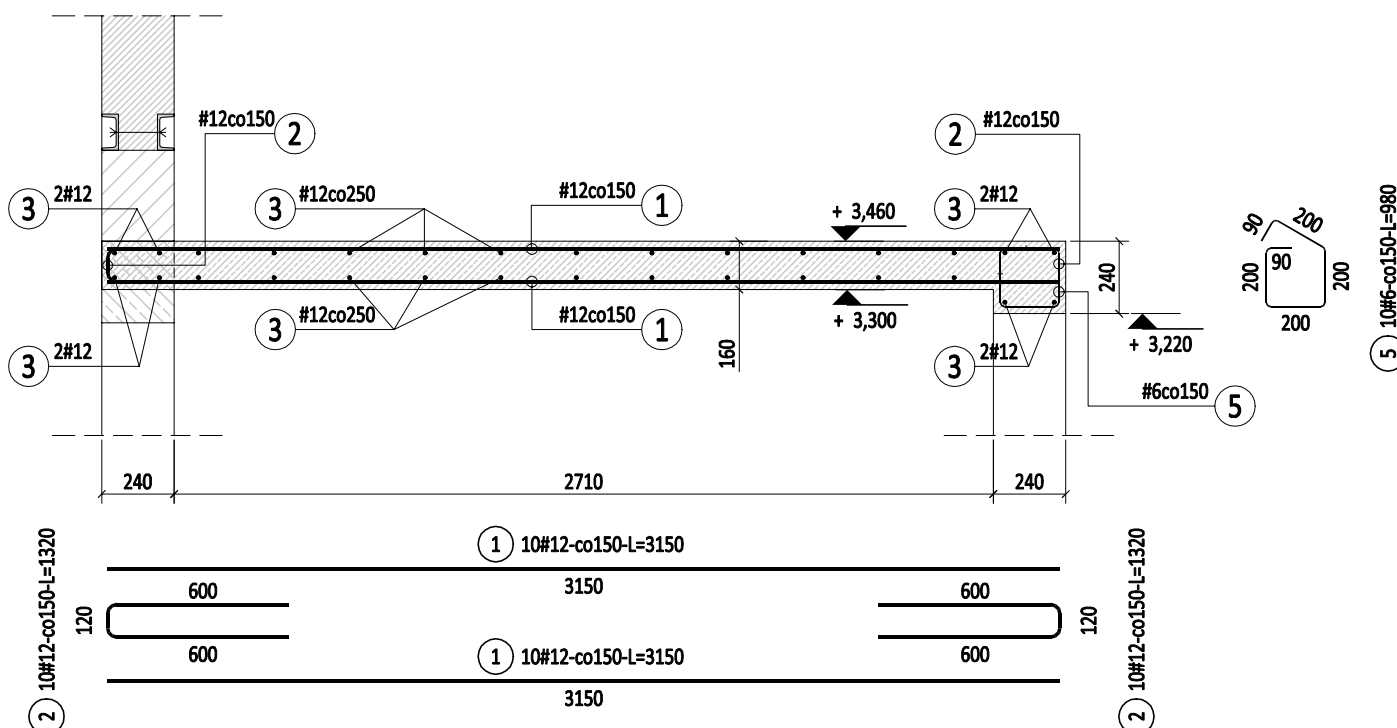 #12co150 2
2 #12co150
3 2#12
3 #12co250
#12co150 1
+ 3,460
3 2#12
240
90
200
200
90
200
200
5 10#6-co150-L=980
3 #12co250
#12co150 1
+ 3,300
+ 3,220
160
3 2#12
3 2#12
#6co150 5
240
2710
240
2 10#12-co150-L=1320
1 10#12-co150-L=3150
3150
600
600
120
120
600
600
1 10#12-co150-L=3150
3150
2 10#12-co150-L=1320